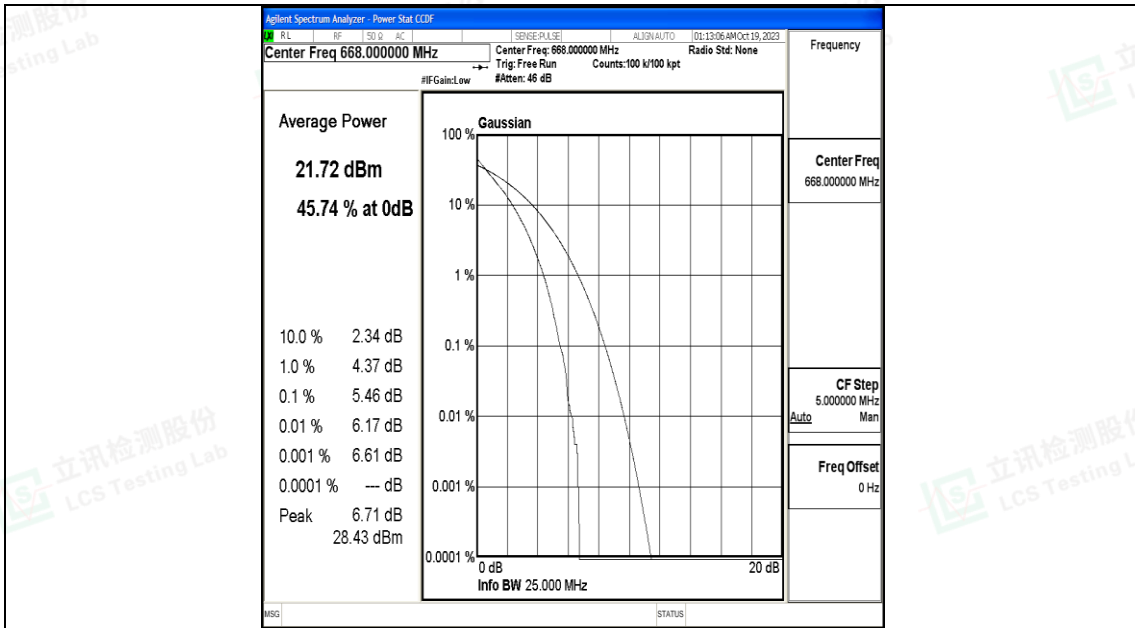 Agilent Spectrum Analyzer - Power Stat CCDF
RL RF 50 Ω AC SENSE:PULSE ALIGN AUTO 01:13:06 AM Oct 19, 2023
Center Freq 668.000000 MHz
Center Freq: 668.000000 MHz Radio Std: None
Trig: Free Run Counts:100 k/100 kpt
#IFGain:Low #Atten: 46 dB
Frequency
Average Power
21.72 dBm
45.74 % at 0dB
10.0 % 2.34 dB
1.0 % 4.37 dB
0.1 % 5.46 dB
0.01 % 6.17 dB
0.001 % 6.61 dB
0.0001 % --- dB
Peak 6.71 dB
28.43 dBm
Gaussian
100 %
10 %
1 %
0.1 %
0.01 %
0.001 %
0.0001 %
0 dB 20 dB
Info BW 25.000 MHz
Center Freq
668.000000 MHz
CF Step
5.000000 MHz
Auto Man
Freq Offset
0 Hz
MSG STATUS
立讯检测股份
LCS Testing Lab
立讯检测股份
LCS Testing L
检测股份
sting Lab